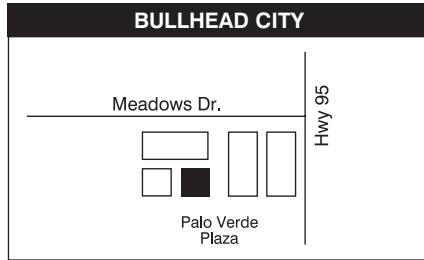 BULLHEAD CITY
Meadows Dr.
Hwy 95
Palo Verde
Plaza